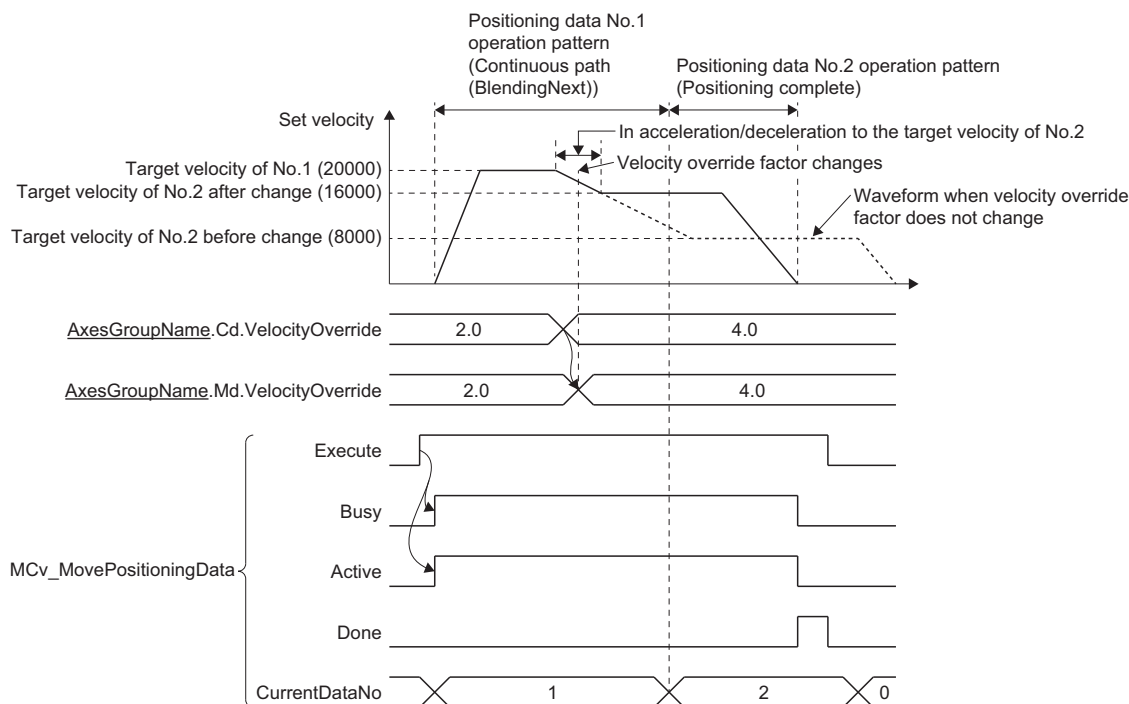 Positioning data No.1
operation pattern
(Continuous path
(BlendingNext))
Positioning data No.2 operation pattern
(Positioning complete)
Set velocity
In acceleration/deceleration to the target velocity of No.2
Velocity override factor changes
Target velocity of No.1 (20000)
Target velocity of No.2 after change (16000)
Waveform when velocity override
factor does not change
Target velocity of No.2 before change (8000)
AxesGroupName.Cd.VelocityOverride 2.0 4.0
AxesGroupName.Md.VelocityOverride 2.0 4.0
Execute
Busy
MCv_MovePositioningData
Active
Done
CurrentDataNo 1 2 0